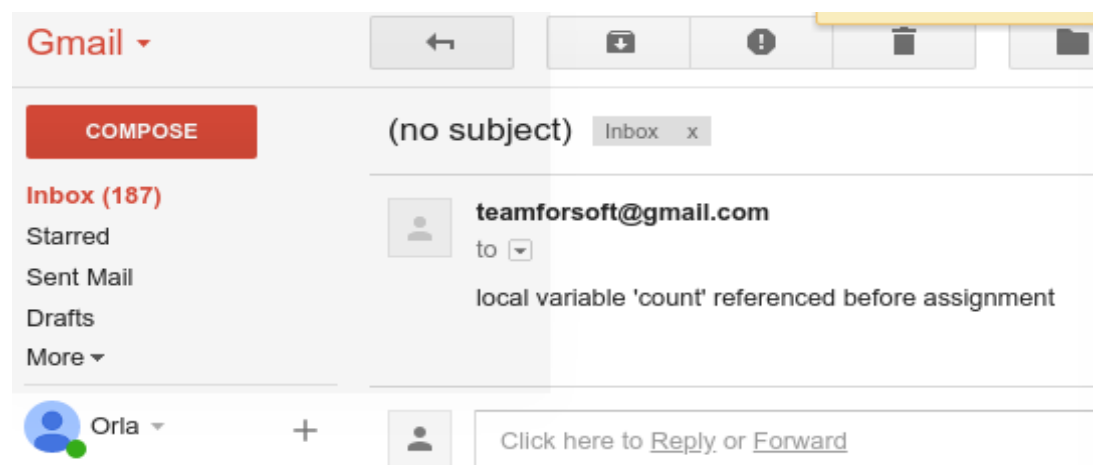 Gmail
COMPOSE
(no subject) Inbox x
Inbox (187)
Starred
Sent Mail
Drafts
More
teamforsoft@gmail.com
to
local variable 'count' referenced before assignment
Orla
Click here to Reply or Forward